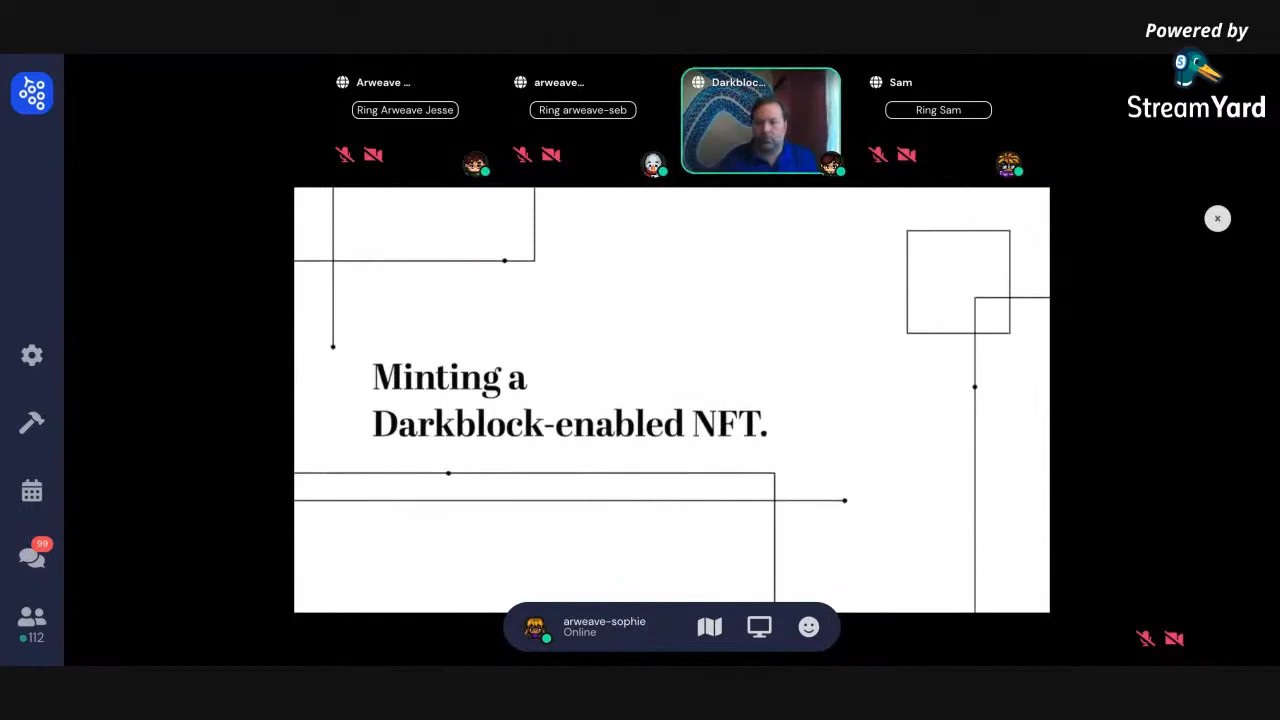 Powered by
StreamYard
Arweave ...
arweave...
Darkbloc...
Sam
Ring Arweave Jesse
Ring arweave-seb
Ring Sam
Minting a
Darkblock-enabled NFT.
99
112
arweave-sophie
Online